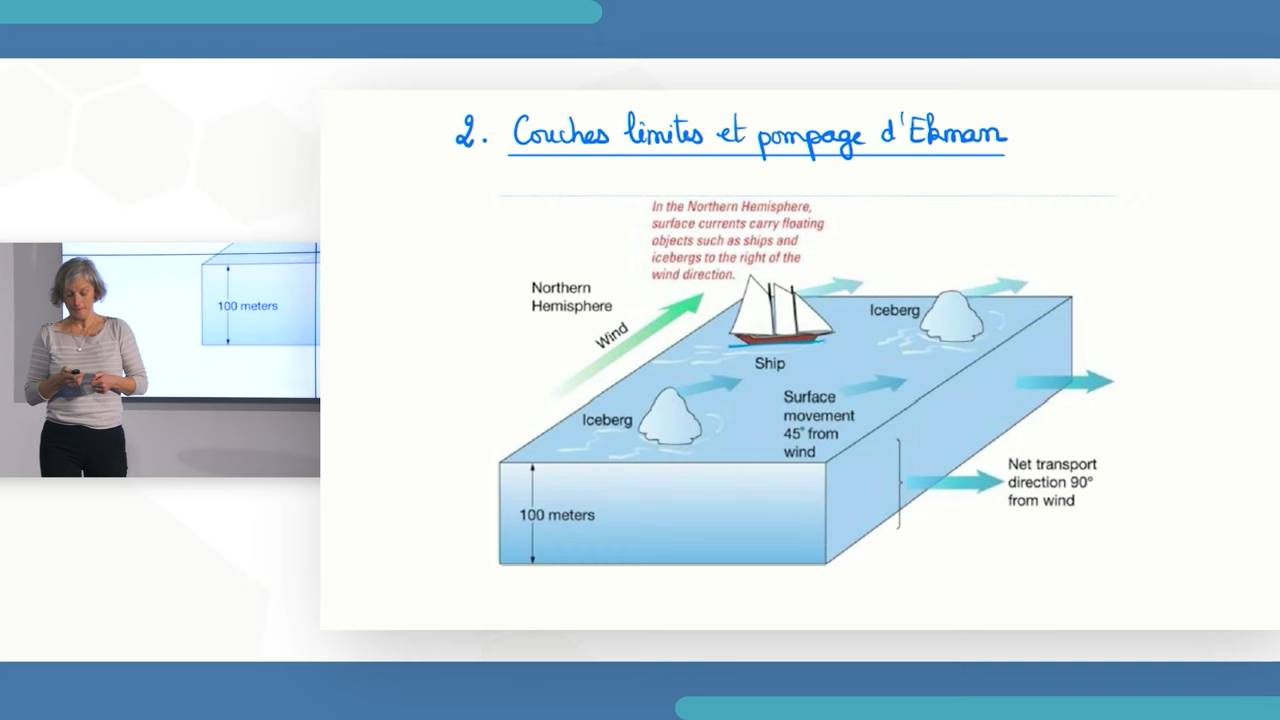 2. Couches limites et pompage d'Ekman
In the Northern Hemisphere,
surface currents carry floating
objects such as ships and
icebergs to the right of the
wind direction.
Northern
Hemisphere
Wind
Iceberg
Ship
Iceberg
Surface
movement
45° from
wind
Net transport
direction 90°
from wind
100 meters
100 meters